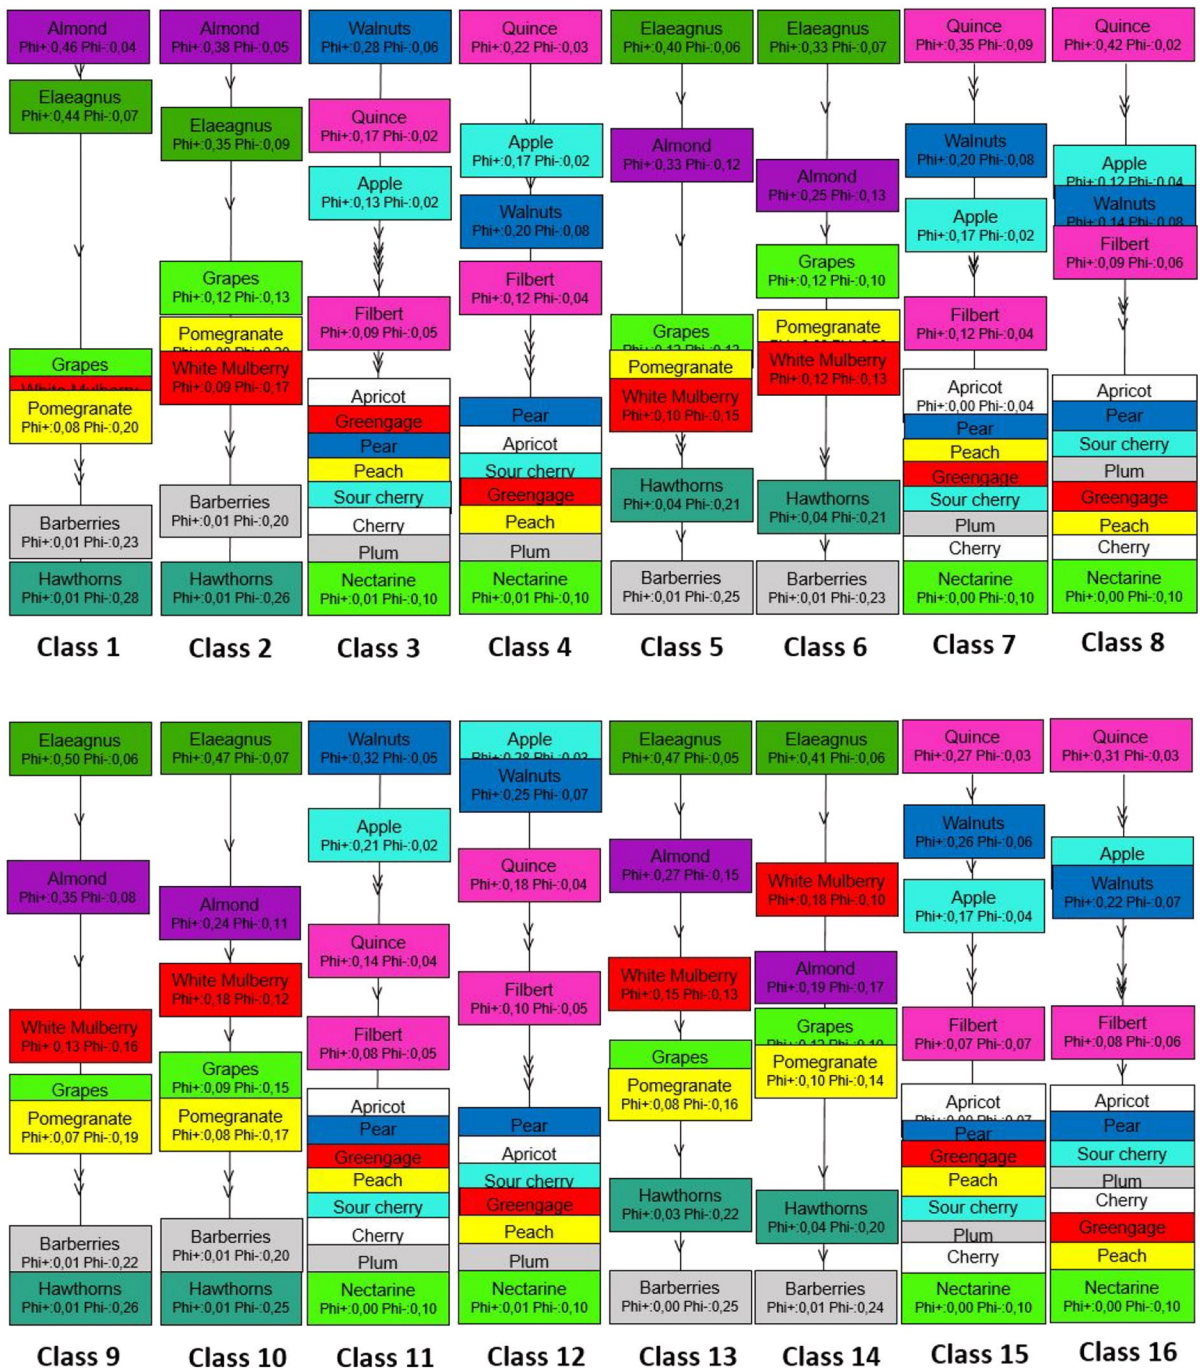 Almond
Phi+:0,46 Phi-:0,04
Elaeagnus
Phi+:0,44 Phi-:0,07
Grapes
White Mulberry
Pomegranate
Phi+:0,08 Phi-:0,20
Barberries
Phi+:0,01 Phi-:0,23
Hawthorns
Phi+:0,01 Phi-:0,28
Class 1
Almond
Phi+:0,38 Phi-:0,05
Elaeagnus
Phi+:0,35 Phi-:0,09
Grapes
Phi+:0,12 Phi-:0,13
Pomegranate
White Mulberry
Phi+:0,09 Phi-:0,17
Barberries
Phi+:0,01 Phi-:0,20
Hawthorns
Phi+:0,01 Phi-:0,26
Class 2
Walnuts
Phi+:0,28 Phi-:0,06
Quince
Phi+:0,17 Phi-:0,02
Apple
Phi+:0,13 Phi-:0,02
Filbert
Phi+:0,09 Phi-:0,05
Apricot
Greengage
Pear
Peach
Sour cherry
Cherry
Plum
Nectarine
Phi+:0,01 Phi-:0,10
Class 3
Quince
Phi+:0,22 Phi-:0,03
Apple
Phi+:0,17 Phi-:0,02
Walnuts
Phi+:0,20 Phi-:0,08
Filbert
Phi+:0,12 Phi-:0,04
Pear
Apricot
Sour cherry
Greengage
Peach
Plum
Nectarine
Phi+:0,01 Phi-:0,10
Class 4
Elaeagnus
Phi+:0,40 Phi-:0,06
Almond
Phi+:0,33 Phi-:0,12
Grapes
Pomegranate
White Mulberry
Phi+:0,10 Phi-:0,15
Hawthorns
Phi+:0,04 Phi-:0,21
Barberries
Phi+:0,01 Phi-:0,25
Class 5
Elaeagnus
Phi+:0,33 Phi-:0,07
Almond
Phi+:0,25 Phi-:0,13
Grapes
Phi+:0,12 Phi-:0,10
Pomegranate
White Mulberry
Phi+:0,12 Phi-:0,13
Hawthorns
Phi+:0,04 Phi-:0,21
Barberries
Phi+:0,01 Phi-:0,23
Class 6
Quince
Phi+:0,35 Phi-:0,09
Walnuts
Phi+:0,20 Phi-:0,08
Apple
Phi+:0,17 Phi-:0,02
Filbert
Phi+:0,12 Phi-:0,04
Apricot
Phi+:0,00 Phi-:0,04
Pear
Peach
Greengage
Sour cherry
Plum
Cherry
Nectarine
Phi+:0,00 Phi-:0,10
Class 7
Quince
Phi+:0,42 Phi-:0,02
Apple
Phi+:0,12 Phi-:0,04
Walnuts
Phi+:0,14 Phi-:0,08
Filbert
Phi+:0,09 Phi-:0,06
Apricot
Pear
Sour cherry
Plum
Greengage
Peach
Cherry
Nectarine
Phi+:0,00 Phi-:0,10
Class 8
Elaeagnus
Phi+:0,50 Phi-:0,06
Almond
Phi+:0,35 Phi-:0,08
White Mulberry
Phi+:0,13 Phi-:0,16
Grapes
Pomegranate
Phi+:0,07 Phi-:0,19
Barberries
Phi+:0,01 Phi-:0,22
Hawthorns
Phi+:0,01 Phi-:0,26
Class 9
Elaeagnus
Phi+:0,47 Phi-:0,07
Almond
Phi+:0,24 Phi-:0,11
White Mulberry
Phi+:0,18 Phi-:0,12
Grapes
Phi+:0,09 Phi-:0,15
Pomegranate
Phi+:0,08 Phi-:0,17
Barberries
Phi+:0,01 Phi-:0,20
Hawthorns
Phi+:0,01 Phi-:0,25
Class 10
Walnuts
Phi+:0,32 Phi-:0,05
Apple
Phi+:0,21 Phi-:0,02
Quince
Phi+:0,14 Phi-:0,04
Filbert
Phi+:0,08 Phi-:0,05
Apricot
Pear
Greengage
Peach
Sour cherry
Cherry
Plum
Nectarine
Phi+:0,00 Phi-:0,10
Class 11
Apple
Phi+:0,28 Phi-:0,03
Walnuts
Phi+:0,25 Phi-:0,07
Quince
Phi+:0,18 Phi-:0,04
Filbert
Phi+:0,10 Phi-:0,05
Pear
Apricot
Sour cherry
Greengage
Peach
Plum
Nectarine
Phi+:0,01 Phi-:0,10
Class 12
Elaeagnus
Phi+:0,47 Phi-:0,05
Almond
Phi+:0,27 Phi-:0,15
White Mulberry
Phi+:0,15 Phi-:0,13
Grapes
Pomegranate
Phi+:0,08 Phi-:0,16
Hawthorns
Phi+:0,03 Phi-:0,22
Barberries
Phi+:0,00 Phi-:0,25
Class 13
Elaeagnus
Phi+:0,41 Phi-:0,06
White Mulberry
Phi+:0,18 Phi-:0,10
Almond
Phi+:0,19 Phi-:0,17
Grapes
Pomegranate
Phi+:0,10 Phi-:0,14
Hawthorns
Phi+:0,04 Phi-:0,20
Barberries
Phi+:0,01 Phi-:0,24
Class 14
Quince
Phi+:0,27 Phi-:0,03
Walnuts
Phi+:0,26 Phi-:0,06
Apple
Phi+:0,17 Phi-:0,04
Filbert
Phi+:0,07 Phi-:0,07
Apricot
Pear
Greengage
Peach
Sour cherry
Plum
Cherry
Nectarine
Phi+:0,00 Phi-:0,10
Class 15
Quince
Phi+:0,31 Phi-:0,03
Apple
Walnuts
Phi+:0,22 Phi-:0,07
Filbert
Phi+:0,08 Phi-:0,06
Apricot
Pear
Sour cherry
Plum
Cherry
Greengage
Peach
Nectarine
Phi+:0,00 Phi-:0,10
Class 16